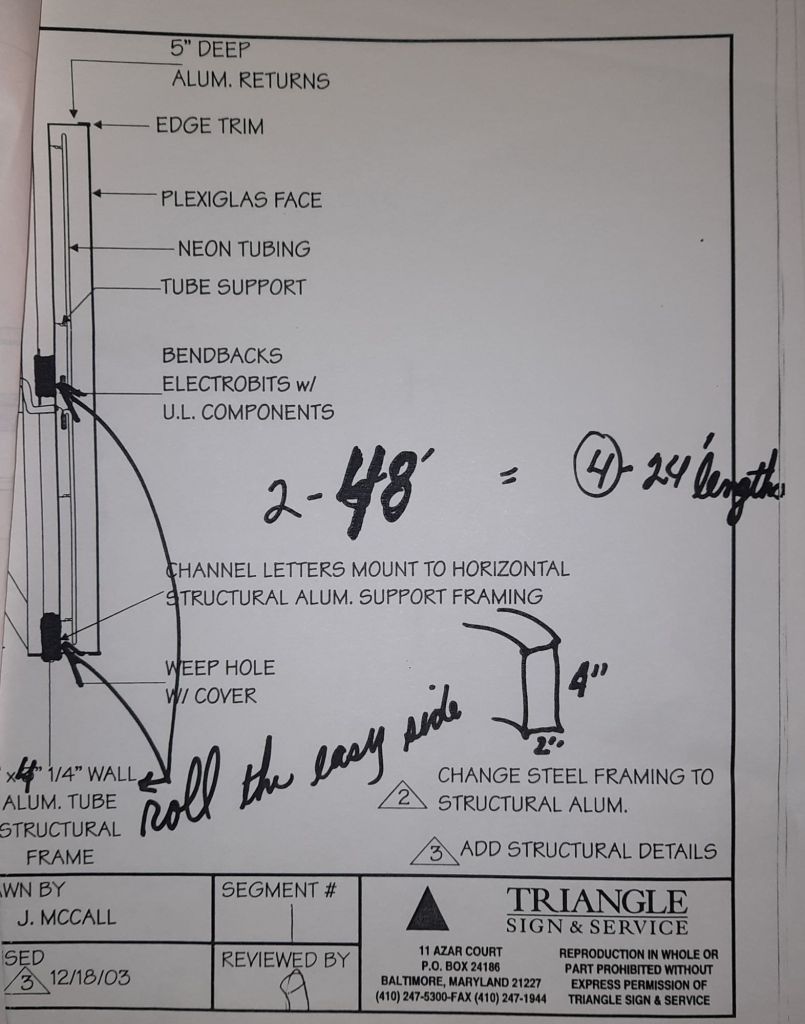 5" DEEP
ALUM. RETURNS
EDGE TRIM
PLEXIGLAS FACE
NEON TUBING
TUBE SUPPORT
BENDBACKS
ELECTROBITS w/
U.L. COMPONENTS
2 - 48' = 4 - 24' lengths
CHANNEL LETTERS MOUNT TO HORIZONTAL
STRUCTURAL ALUM. SUPPORT FRAMING
WEEP HOLE
W/ COVER
4"
2"
roll the easy side
x4" 1/4" WALL
ALUM. TUBE
STRUCTURAL
FRAME
2 CHANGE STEEL FRAMING TO
STRUCTURAL ALUM.
3 ADD STRUCTURAL DETAILS
WN BY
J. MCCALL
SED
3 12/18/03
SEGMENT #
1
REVIEWED BY
TRIANGLE
SIGN & SERVICE
11 AZAR COURT
P.O. BOX 24186
BALTIMORE, MARYLAND 21227
(410) 247-5300-FAX (410) 247-1944
REPRODUCTION IN WHOLE OR
PART PROHIBITED WITHOUT
EXPRESS PERMISSION OF
TRIANGLE SIGN & SERVICE